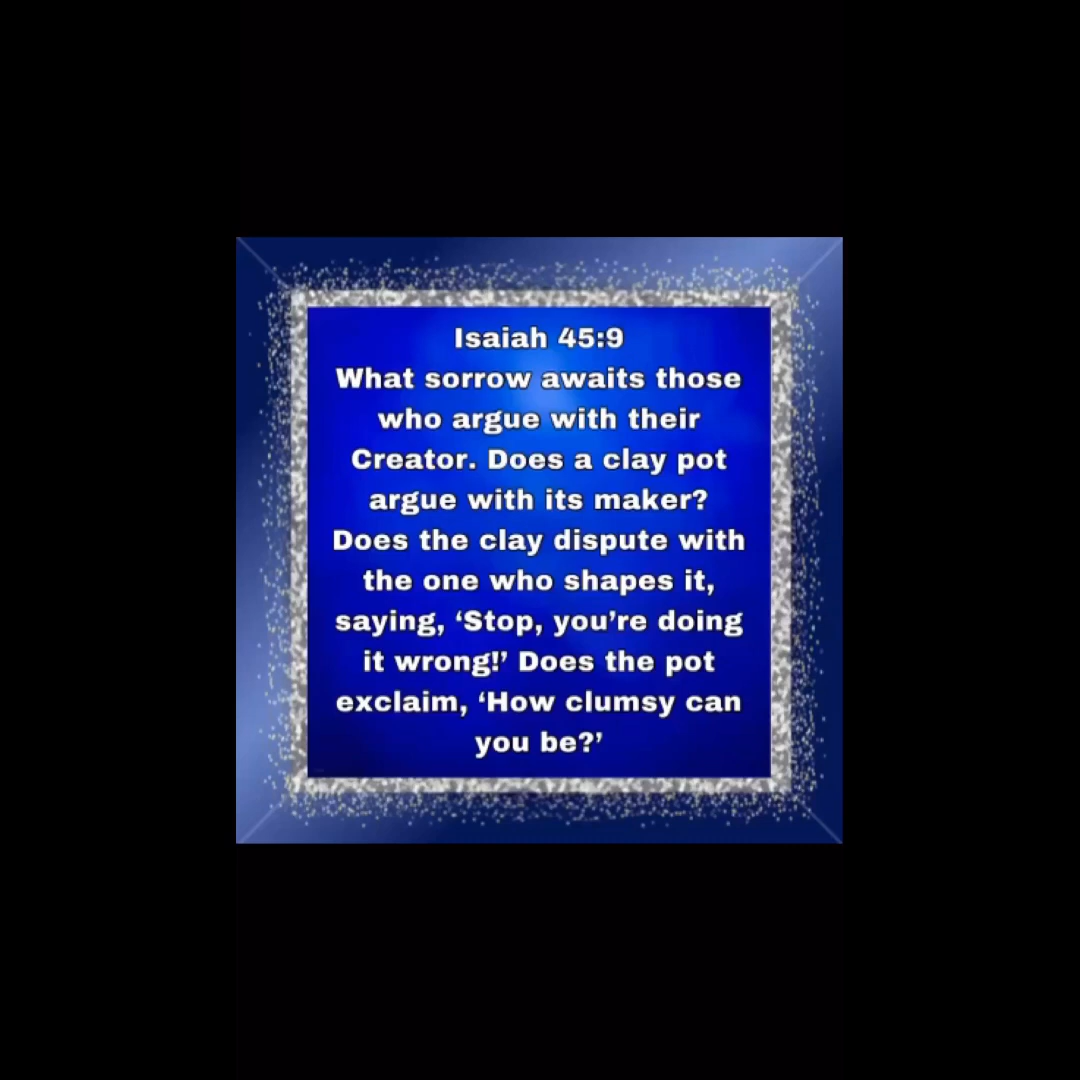 Isaiah 45:9
What sorrow awaits those
who argue with their
Creator. Does a clay pot
argue with its maker?
Does the clay dispute with
the one who shapes it,
saying, ‘Stop, you’re doing
it wrong!’ Does the pot
exclaim, ‘How clumsy can
you be?’